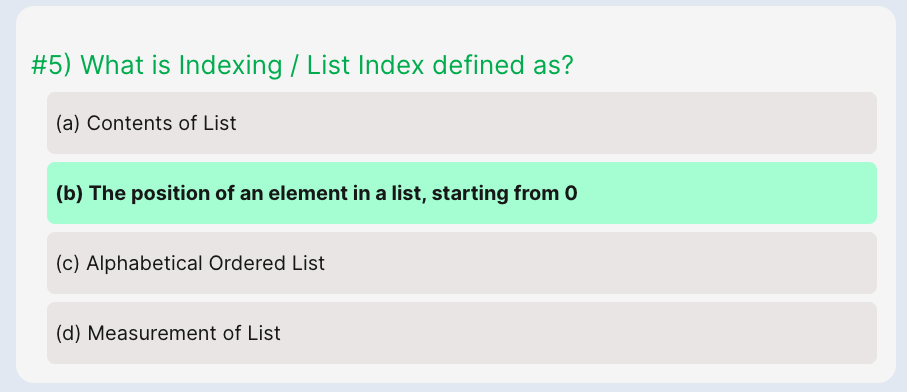 #5) What is Indexing / List Index defined as?
(a) Contents of List
(b) The position of an element in a list, starting from 0
(c) Alphabetical Ordered List
(d) Measurement of List